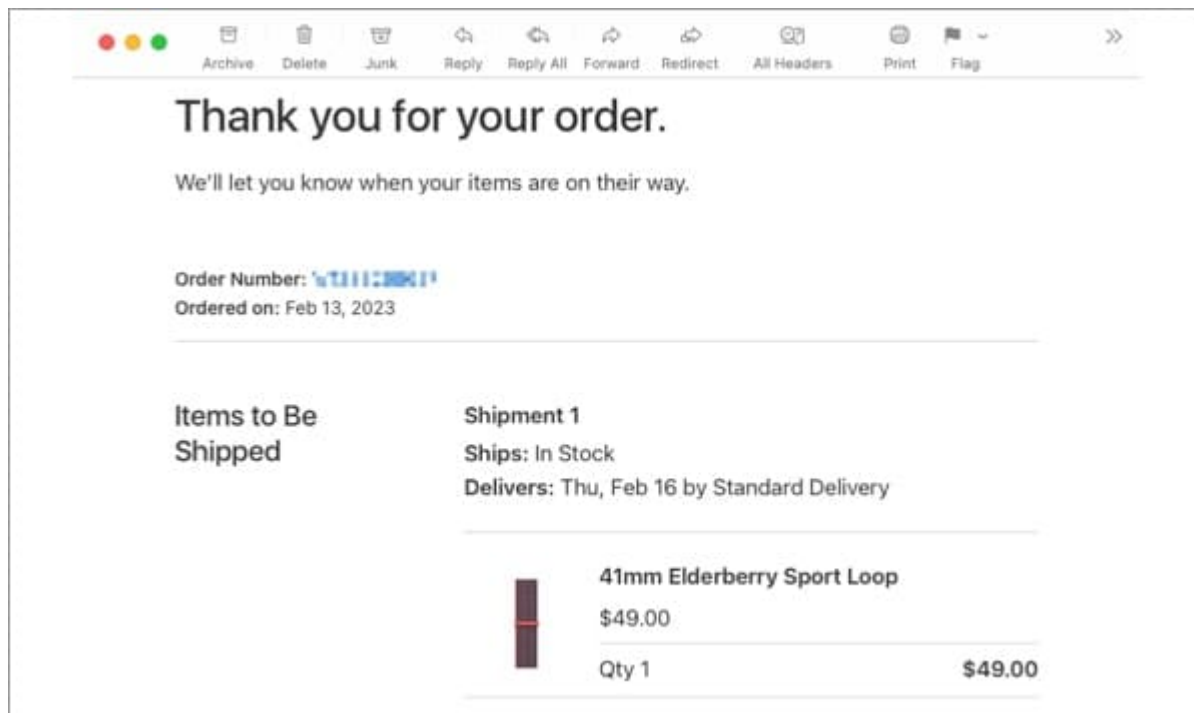 Archive Delete Junk Reply Reply All Forward Redirect All Headers Print Flag
Thank you for your order.
We'll let you know when your items are on their way.
Order Number:
Ordered on: Feb 13, 2023
Items to Be
Shipped
Shipment 1
Ships: In Stock
Delivers: Thu, Feb 16 by Standard Delivery
41mm Elderberry Sport Loop
$49.00
Qty 1 $49.00